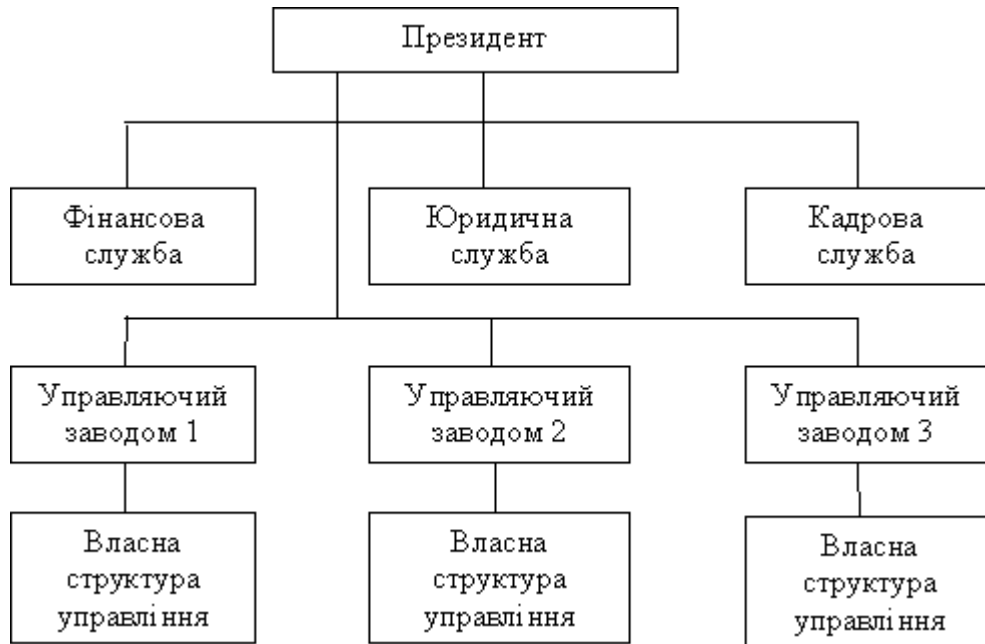 Президент
Фінансова
служба
Юридична
служба
Кадрова
служба
Управляючий
заводом 1
Управляючий
заводом 2
Управляючий
заводом 3
Власна
структура
управління
Власна
структура
управління
Власна
структура
управління